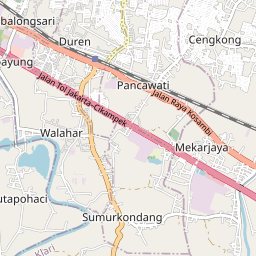 balongsari
Duren
Cengkong
ayung
Pancawati
Jalan Tol Jakarta-Cikampek
Jalan Raya Kosambi
Walahar
Mekarjaya
utapohaci
Sumurkondang
Klari